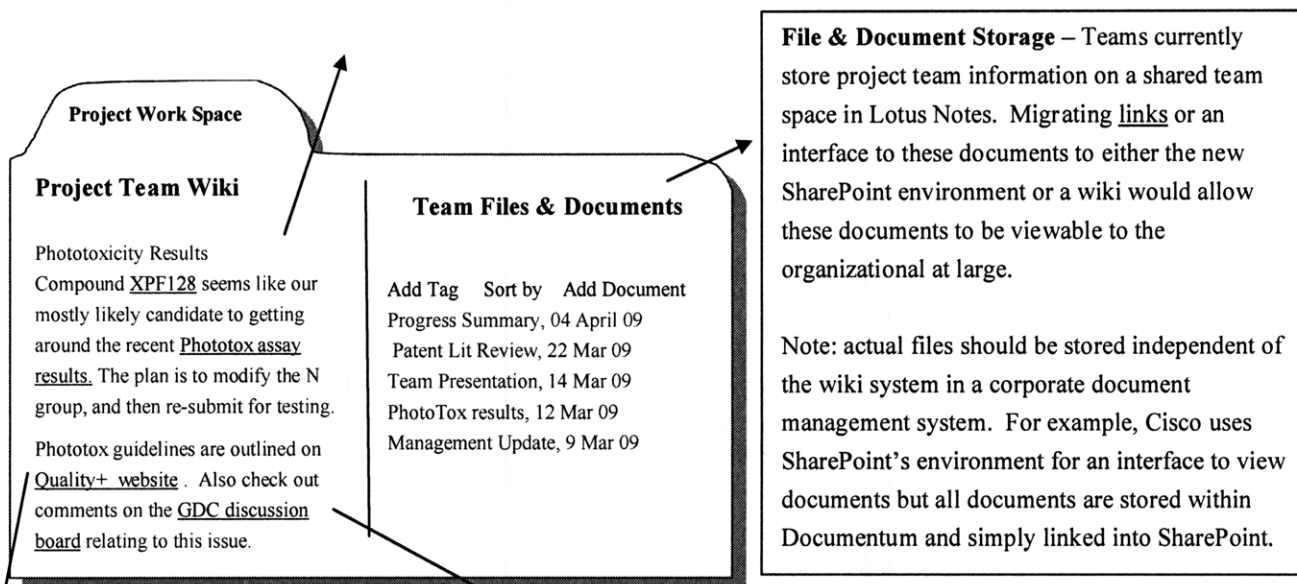 Project Work Space
Project Team Wiki
Phototoxicity Results
Compound XPF128 seems like our
mostly likely candidate to getting
around the recent Phototox assay
results. The plan is to modify the N
group, and then re-submit for testing.
Phototox guidelines are outlined on
Quality+ website . Also check out
comments on the GDC discussion
board relating to this issue.
Team Files & Documents
Add Tag Sort by Add Document
Progress Summary, 04 April 09
Patent Lit Review, 22 Mar 09
Team Presentation, 14 Mar 09
PhotoTox results, 12 Mar 09
Management Update, 9 Mar 09
File & Document Storage – Teams currently
store project team information on a shared team
space in Lotus Notes. Migrating links or an
interface to these documents to either the new
SharePoint environment or a wiki would allow
these documents to be viewable to the
organizational at large.
Note: actual files should be stored independent of
the wiki system in a corporate document
management system. For example, Cisco uses
SharePoint's environment for an interface to view
documents but all documents are stored within
Documentum and simply linked into SharePoint.